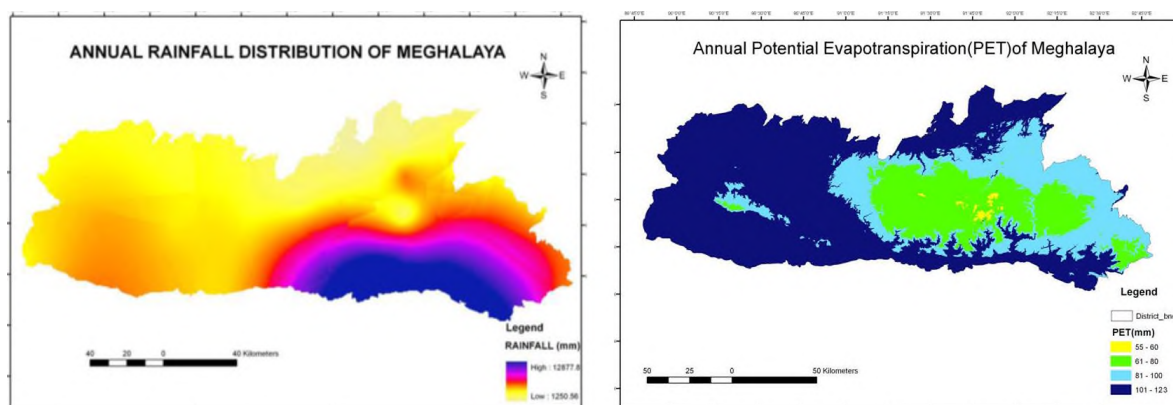 ANNUAL RAINFALL DISTRIBUTION OF MEGHALAYA
N
W E
S
Legend
RAINFALL (mm)
High : 12877.8
Low : 1250.56
40 20 0 40 Kilometers
Annual Potential Evapotranspiration(PET)of Meghalaya
N
W E
S
Legend
District_bnd
PET(mm)
55 - 60
61 - 80
81 - 100
101 - 123
50 25 0 50 Kilometers